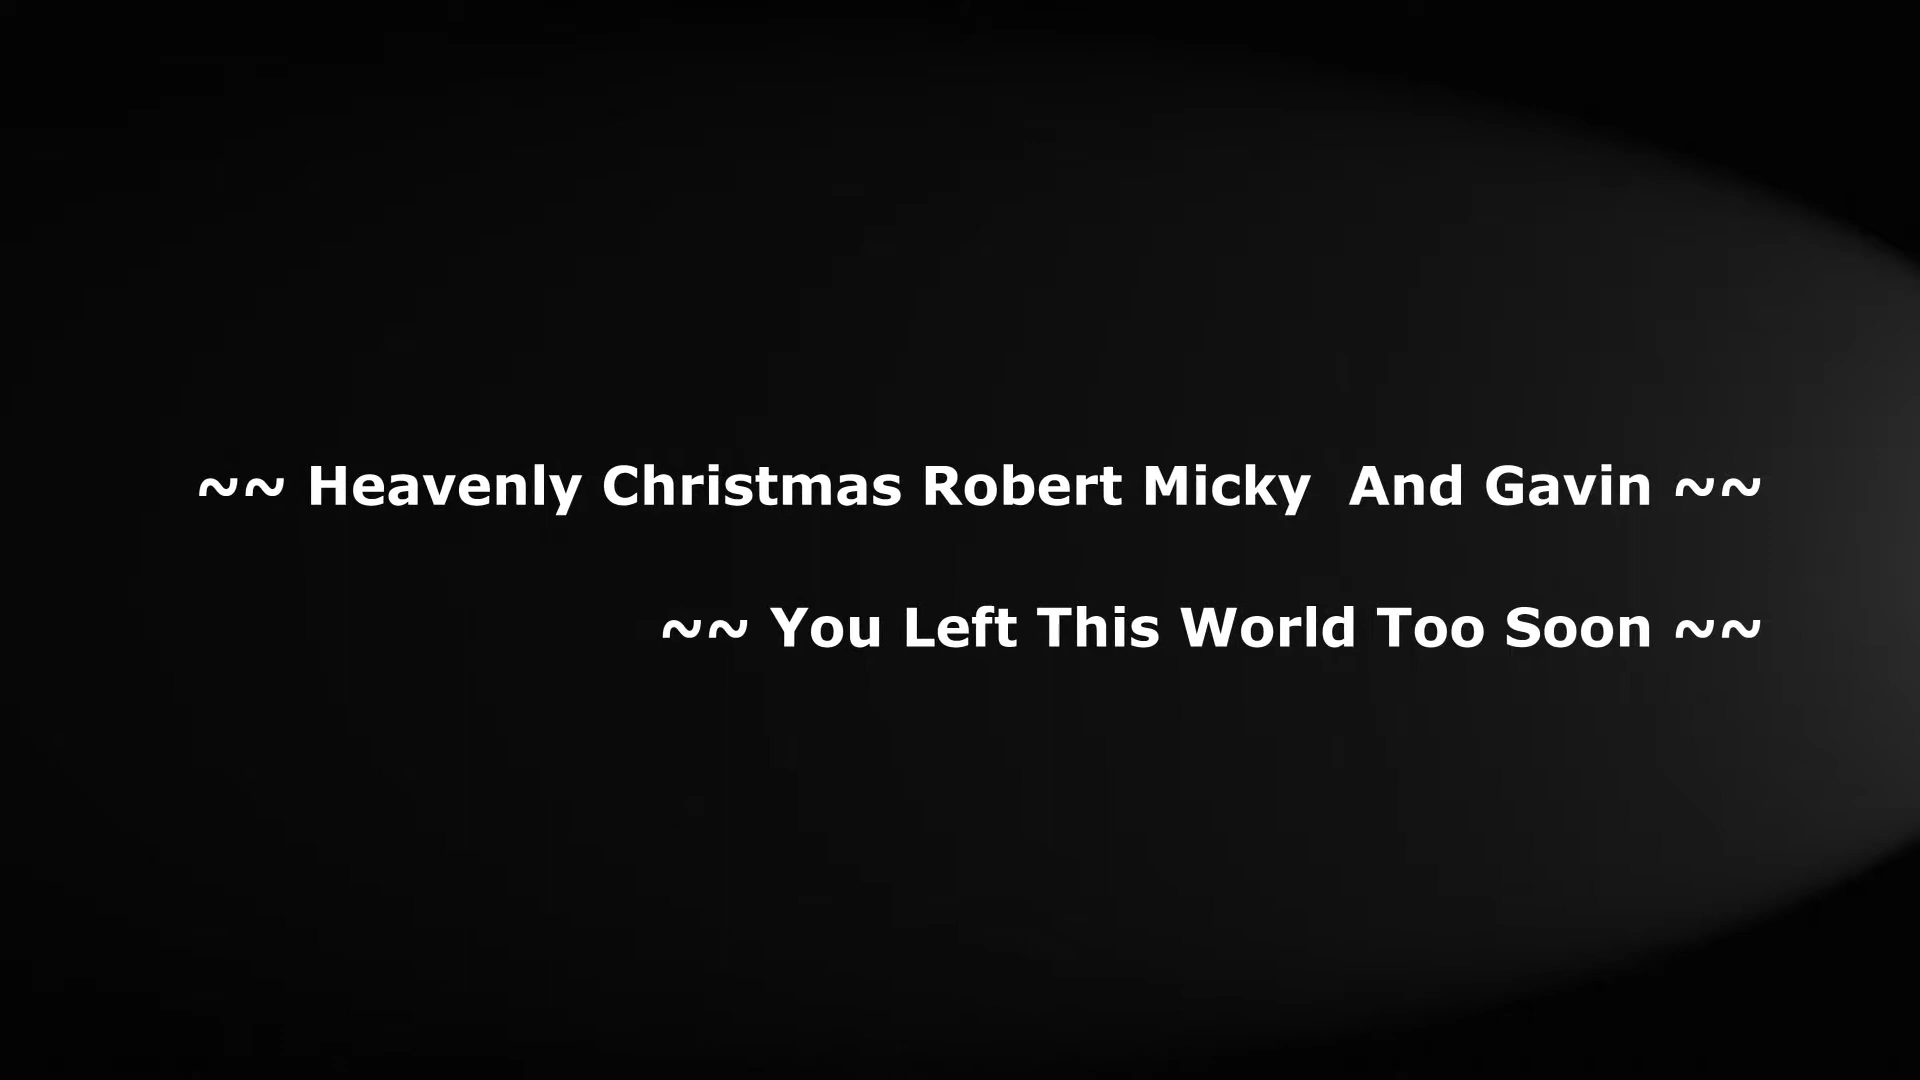 ~~ Heavenly Christmas Robert Micky  And Gavin ~~
~~ You Left This World Too Soon ~~